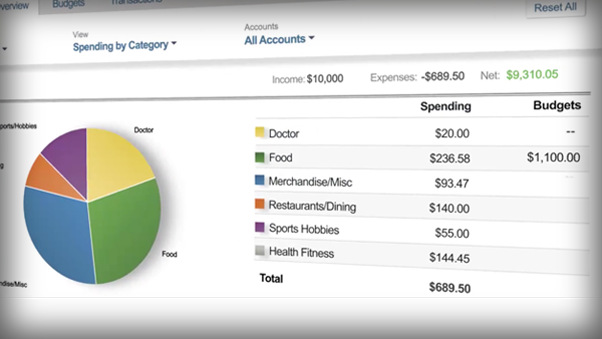 verview Budgets Transactions
Reset All
View
Spending by Category
Accounts
All Accounts
Income: $10,000 Expenses: -$689.50 Net: $9,310.05
Spending Budgets
Doctor $20.00 --
Food $236.58 $1,100.00
Merchandise/Misc $93.47
Restaurants/Dining $140.00
Sports Hobbies $55.00
Health Fitness $144.45
Total $689.50
ports/Hobbies
Doctor
g
Food
ndise/Misc